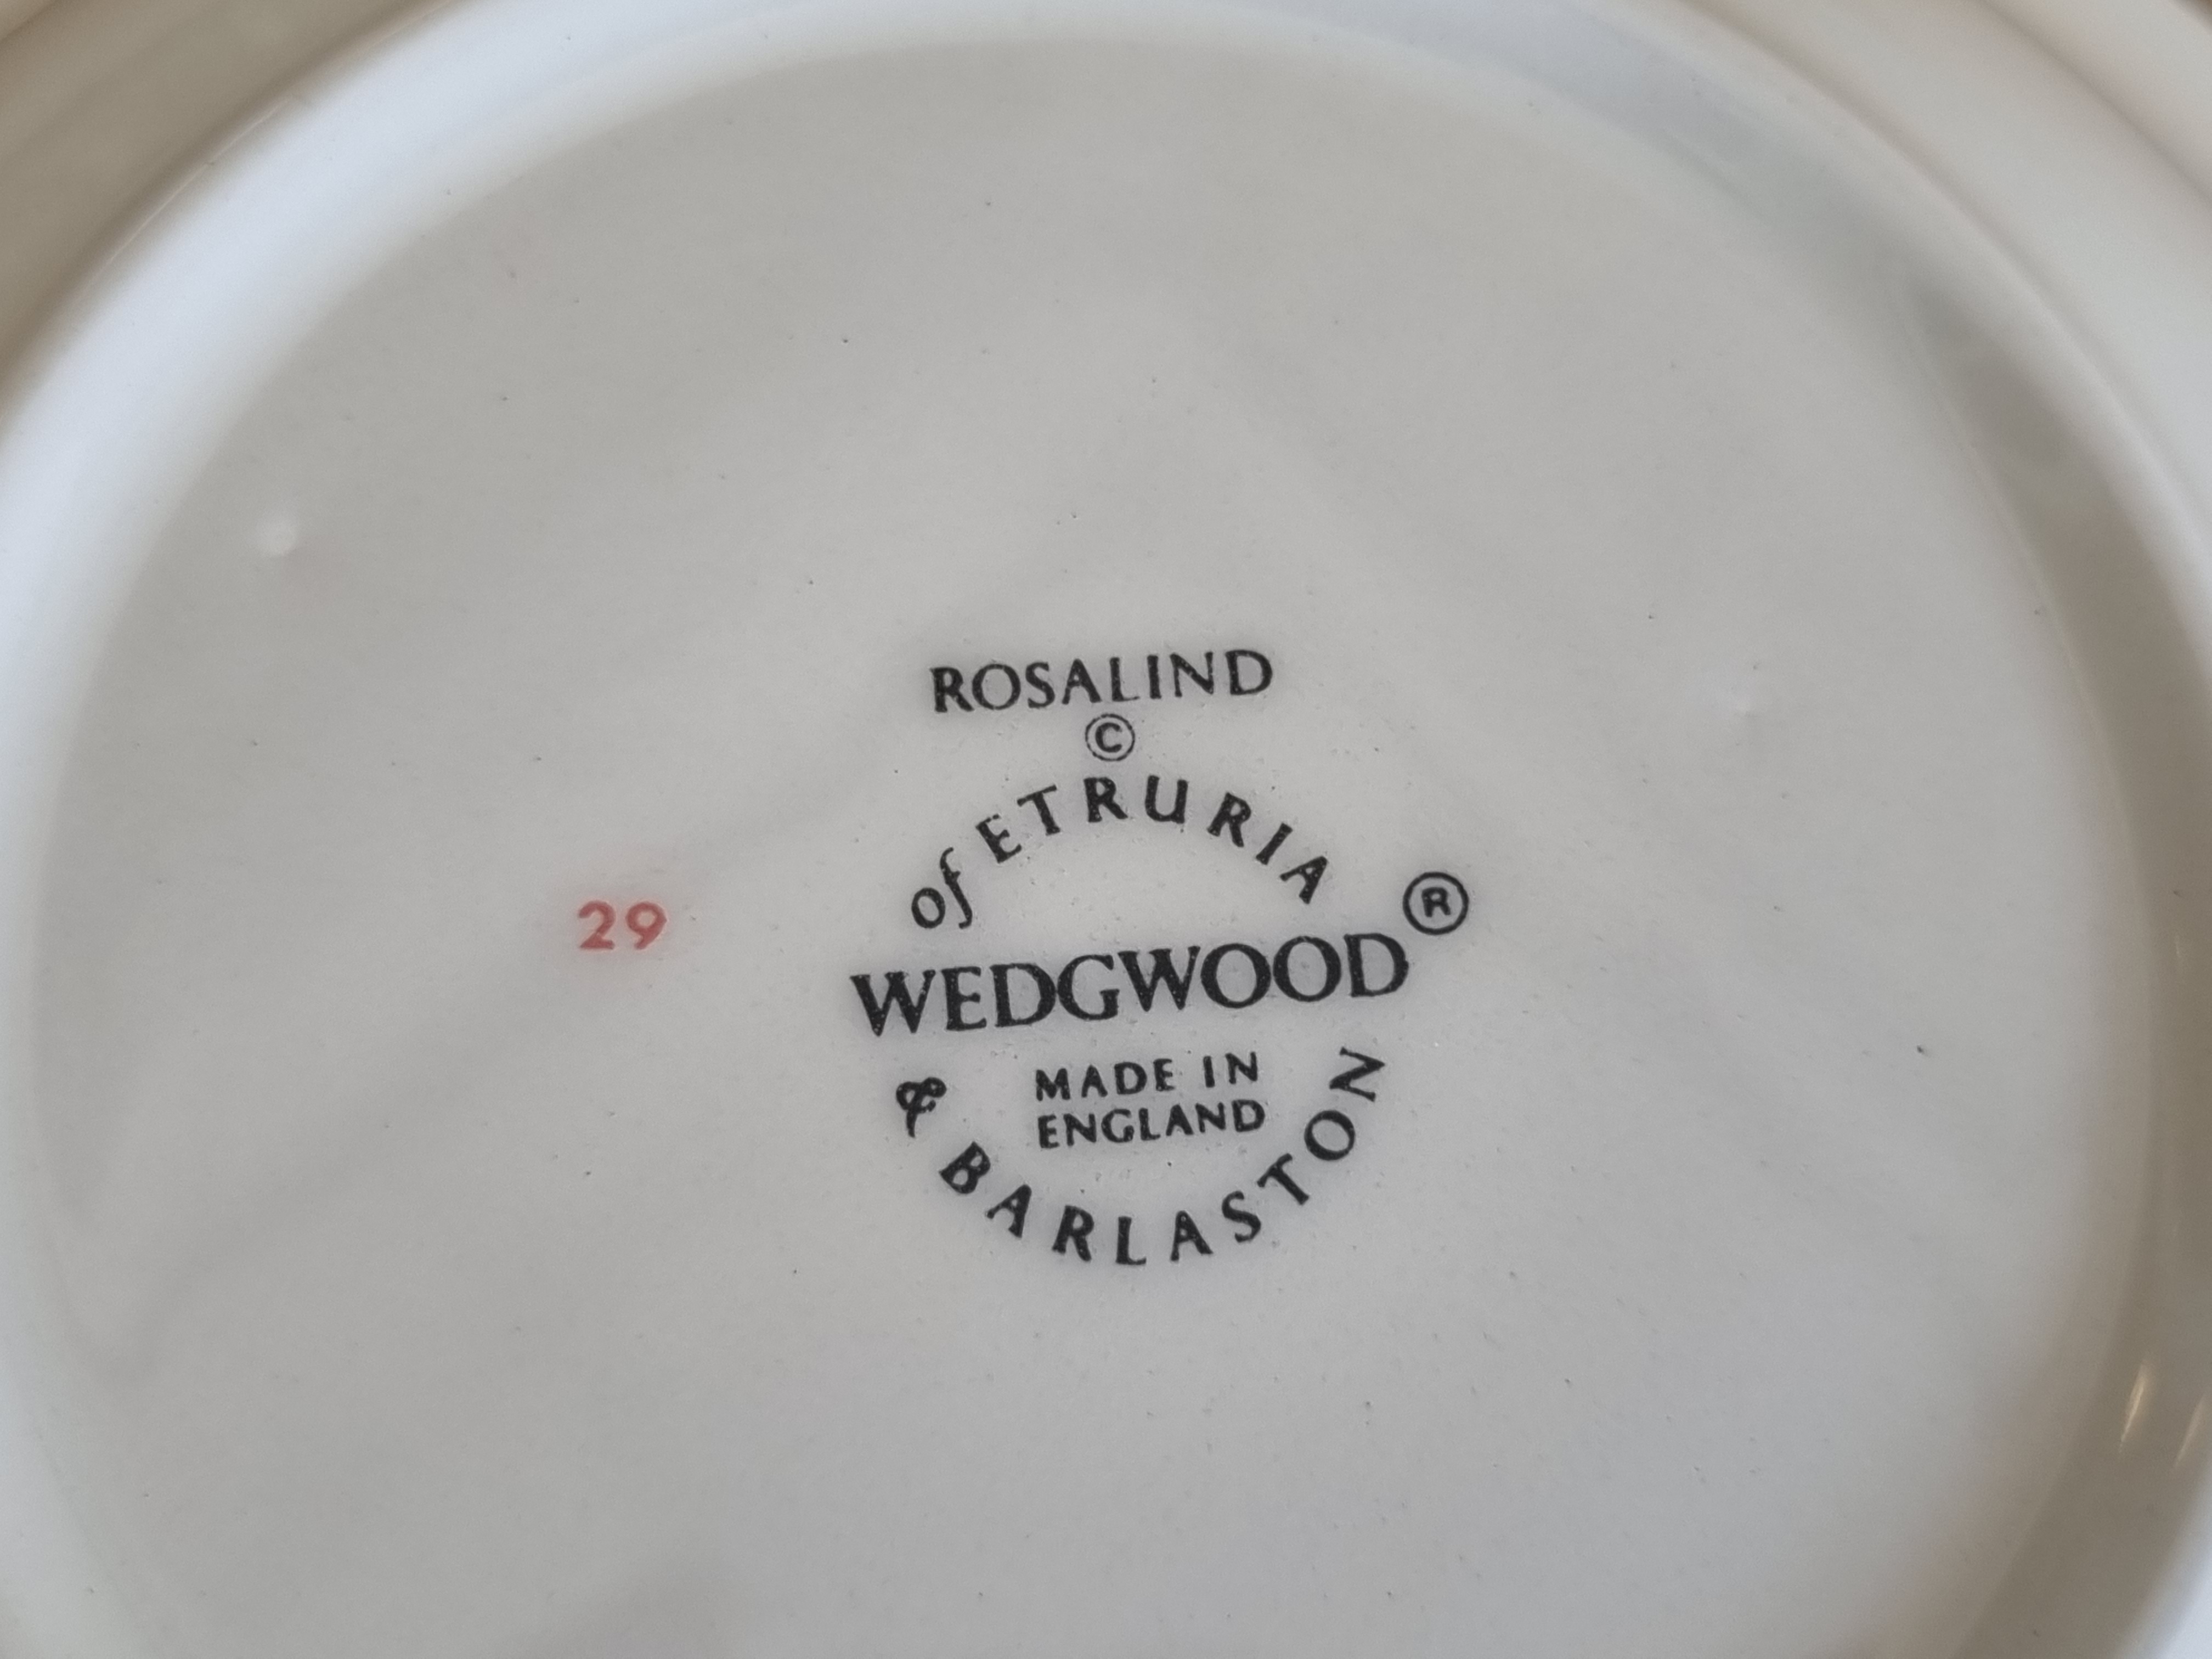 ROSALIND
©
of ETRURIA
29
WEDGWOOD ®
MADE IN
ENGLAND
& BARLASTON